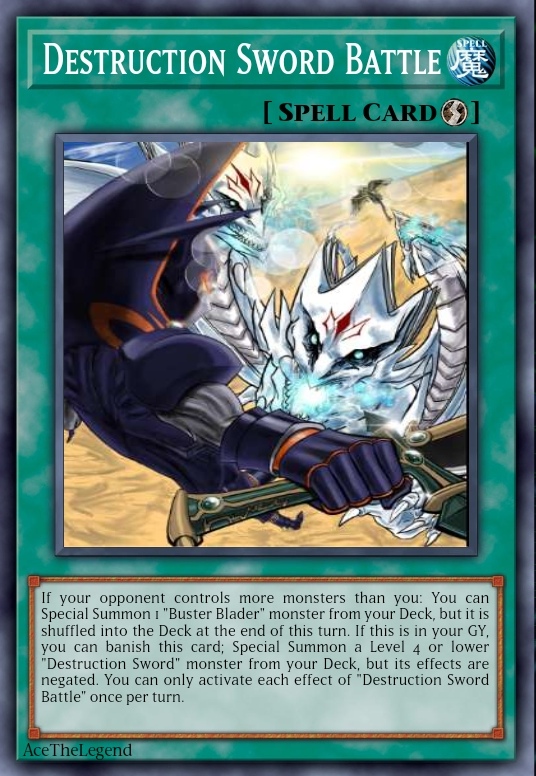 DESTRUCTION SWORD BATTLE
SPELL
魔
[ SPELL CARD ]
If your opponent controls more monsters than you: You can
Special Summon 1 "Buster Blader" monster from your Deck, but it is
shuffled into the Deck at the end of this turn. If this is in your GY,
you can banish this card; Special Summon a Level 4 or lower
"Destruction Sword" monster from your Deck, but its effects are
negated. You can only activate each effect of "Destruction Sword
Battle" once per turn.
AceTheLegend